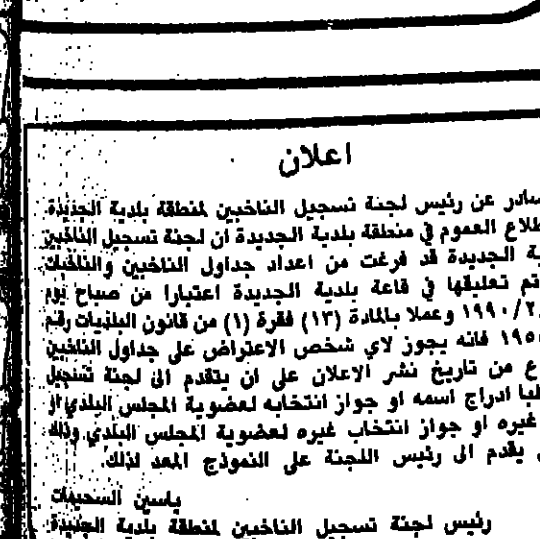 اعلان
صادر عن رئيس لجنة تسجيل الناخبين لمنطقة بلدية الجديدة.
طلاع العموم في منطقة بلدية الجديدة ان لجنة تسجيل الناخبين
ية الجديدة قد فرغت من اعداد جداول الناخبين والناخبات
تم تعليقها في قاعة بلدية الجديدة اعتبارا من صباح يوم
١٩٩٠/٢ وعملا بالمادة (١٣) فقرة (١) من قانون البلديات رقم
١٩٥ فانه يجوز لاي شخص الاعتراض على جداول الناخبين
ع من تاريخ نشر الاعلان على ان يتقدم الى لجنة تسجيل
طبا ادراج اسمه او جواز انتخابه لعضوية المجلس البلدي او
غيره او جواز انتخاب غيره لعضوية المجلس البلدي وذلك
يقدم الى رئيس اللجنة على النموذج المعد لذلك.
ياسين السحيمات
رئيس لجنة تسجيل الناخبين لمنطقة بلدية الجديدة